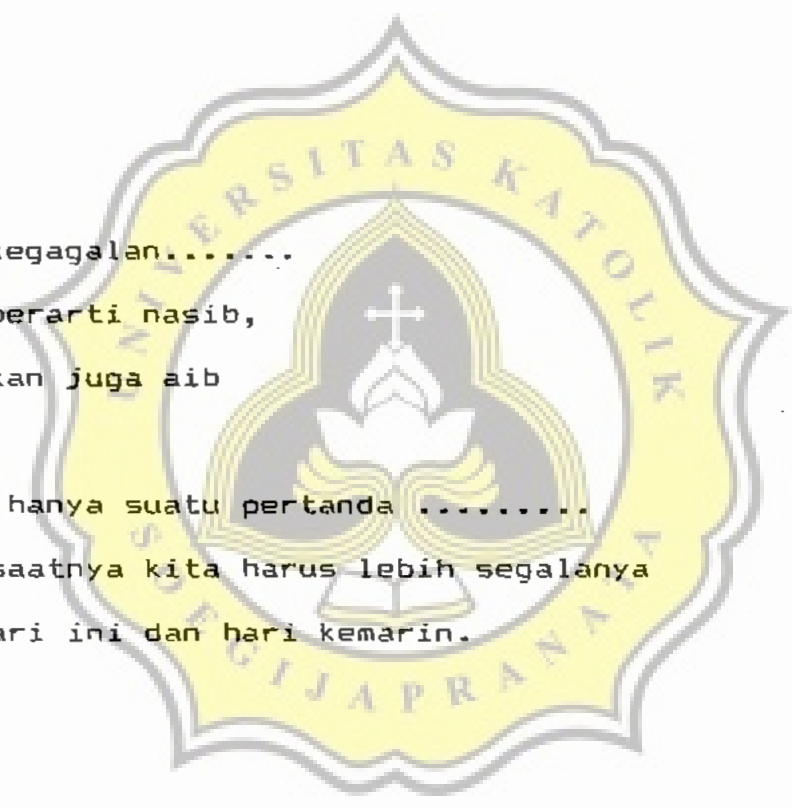 egagalan.......
erarti nasib,
kan juga aib
hanya suatu pertanda .........
saatnya kita harus lebih segalanya
ari ini dan hari kemarin.
UNIVERSITAS KATOLIK
SOEGIJAPRANATA